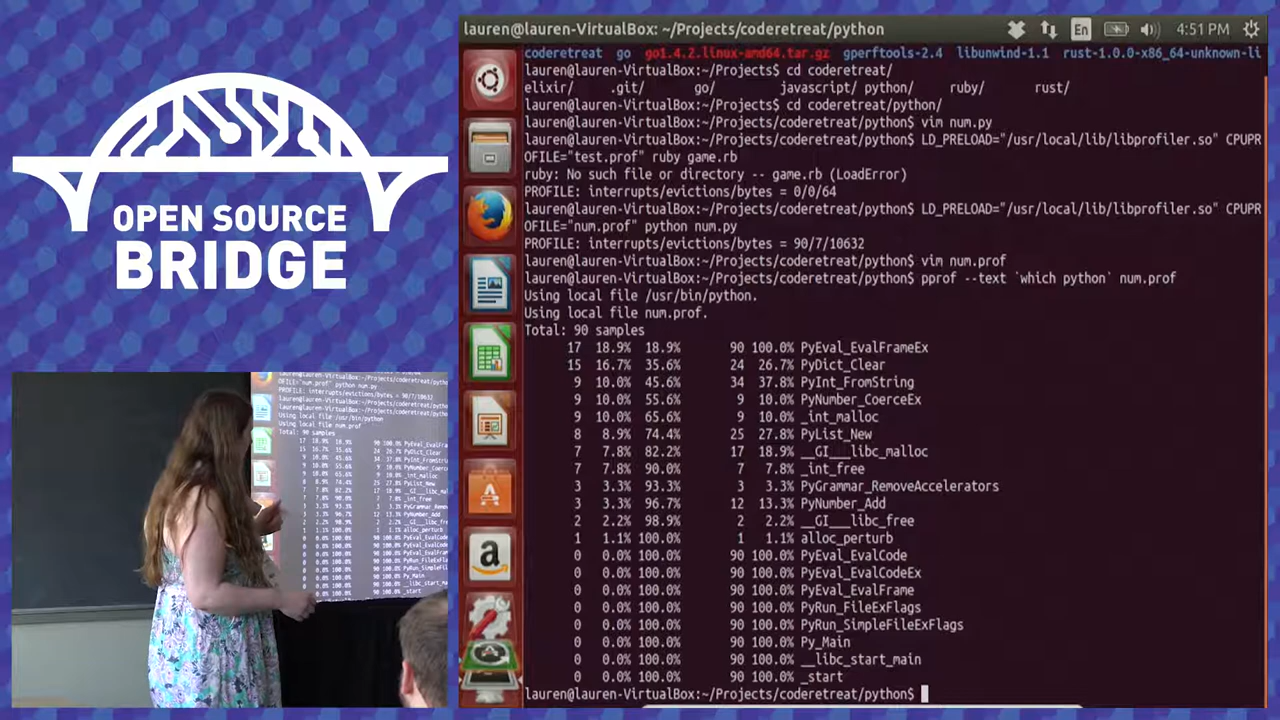 OPEN SOURCE
BRIDGE
lauren@lauren-VirtualBox: ~/Projects/coderetreat/python
En
4:51 PM
coderetreat go go1.4.2.linux-amd64.tar.gz gperftools-2.4 libunwind-1.1 rust-1.0.0-x86_64-unknown-li
lauren@lauren-VirtualBox:~/Projects$ cd coderetreat/
elixir/ .git/ go/ javascript/ python/ ruby/ rust/
lauren@lauren-VirtualBox:~/Projects$ cd coderetreat/python/
lauren@lauren-VirtualBox:~/Projects/coderetreat/python$ vim num.py
lauren@lauren-VirtualBox:~/Projects/coderetreat/python$ LD_PRELOAD="/usr/local/lib/libprofiler.so" CPUPR
OFILE="test.prof" ruby game.rb
ruby: No such file or directory -- game.rb (LoadError)
PROFILE: interrupts/evictions/bytes = 0/0/64
lauren@lauren-VirtualBox:~/Projects/coderetreat/python$ LD_PRELOAD="/usr/local/lib/libprofiler.so" CPUPR
OFILE="num.prof" python num.py
PROFILE: interrupts/evictions/bytes = 90/7/10632
lauren@lauren-VirtualBox:~/Projects/coderetreat/python$ vim num.prof
lauren@lauren-VirtualBox:~/Projects/coderetreat/python$ pprof --text `which python` num.prof
Using local file /usr/bin/python.
Using local file num.prof.
Total: 90 samples
17 18.9% 18.9% 90 100.0% PyEval_EvalFrameEx
15 16.7% 35.6% 24 26.7% PyDict_Clear
9 10.0% 45.6% 34 37.8% PyInt_FromString
9 10.0% 55.6% 9 10.0% PyNumber_CoerceEx
9 10.0% 65.6% 9 10.0% _int_malloc
8 8.9% 74.4% 25 27.8% PyList_New
7 7.8% 82.2% 17 18.9% __GI___libc_malloc
7 7.8% 90.0% 7 7.8% _int_free
3 3.3% 93.3% 3 3.3% PyGrammar_RemoveAccelerators
3 3.3% 96.7% 12 13.3% PyNumber_Add
2 2.2% 98.9% 2 2.2% __GI___libc_free
1 1.1% 100.0% 1 1.1% alloc_perturb
0 0.0% 100.0% 90 100.0% PyEval_EvalCode
0 0.0% 100.0% 90 100.0% PyEval_EvalCodeEx
0 0.0% 100.0% 90 100.0% PyEval_EvalFrame
0 0.0% 100.0% 90 100.0% PyRun_FileExFlags
0 0.0% 100.0% 90 100.0% PyRun_SimpleFileExFlags
0 0.0% 100.0% 90 100.0% Py_Main
0 0.0% 100.0% 90 100.0% __libc_start_main
0 0.0% 100.0% 90 100.0% _start
lauren@lauren-VirtualBox:~/Projects/coderetreat/python$